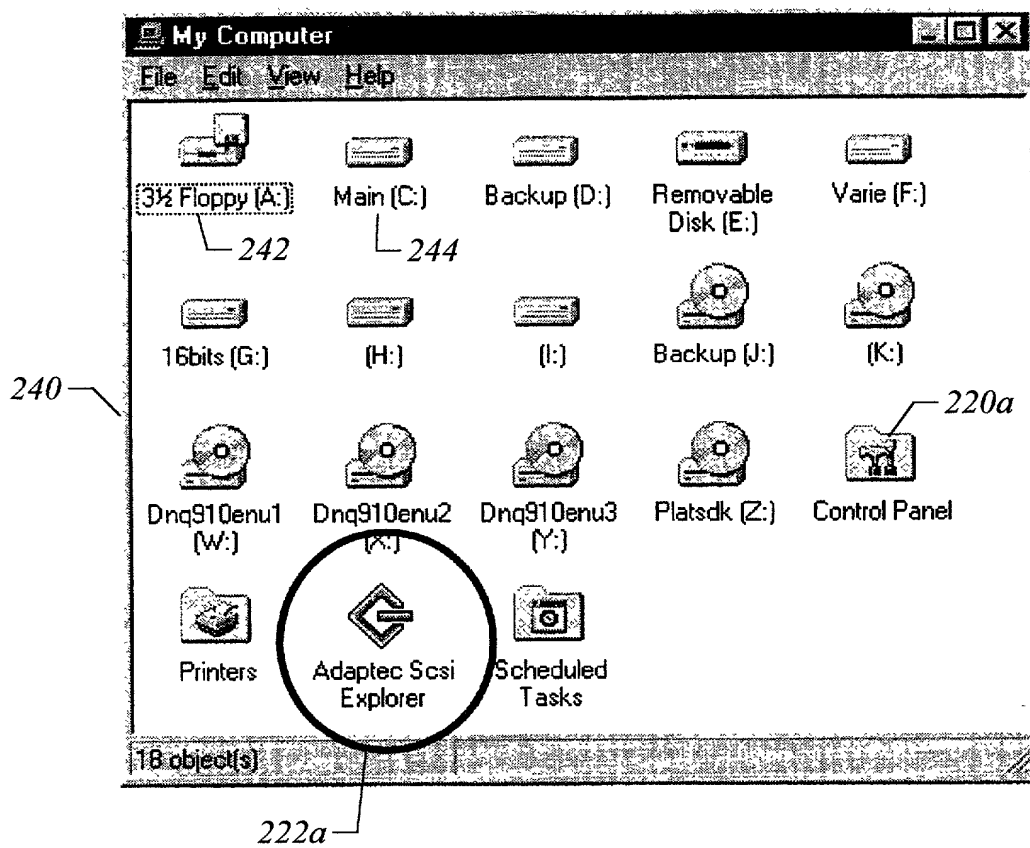 My Computer
File Edit View Help
3½ Floppy (A:) Main (C:) Backup (D:) Removable Disk (E:) Varie (F:)
242 244
16bits (G:) (H:) (I:) Backup (J:) (K:)
240
220a
Dnq910enu1 (W:) Dnq910enu2 (X:) Dnq910enu3 (Y:) Platsdk (Z:) Control Panel
Printers Adaptec Scsi Explorer Scheduled Tasks
18 object(s)
222a